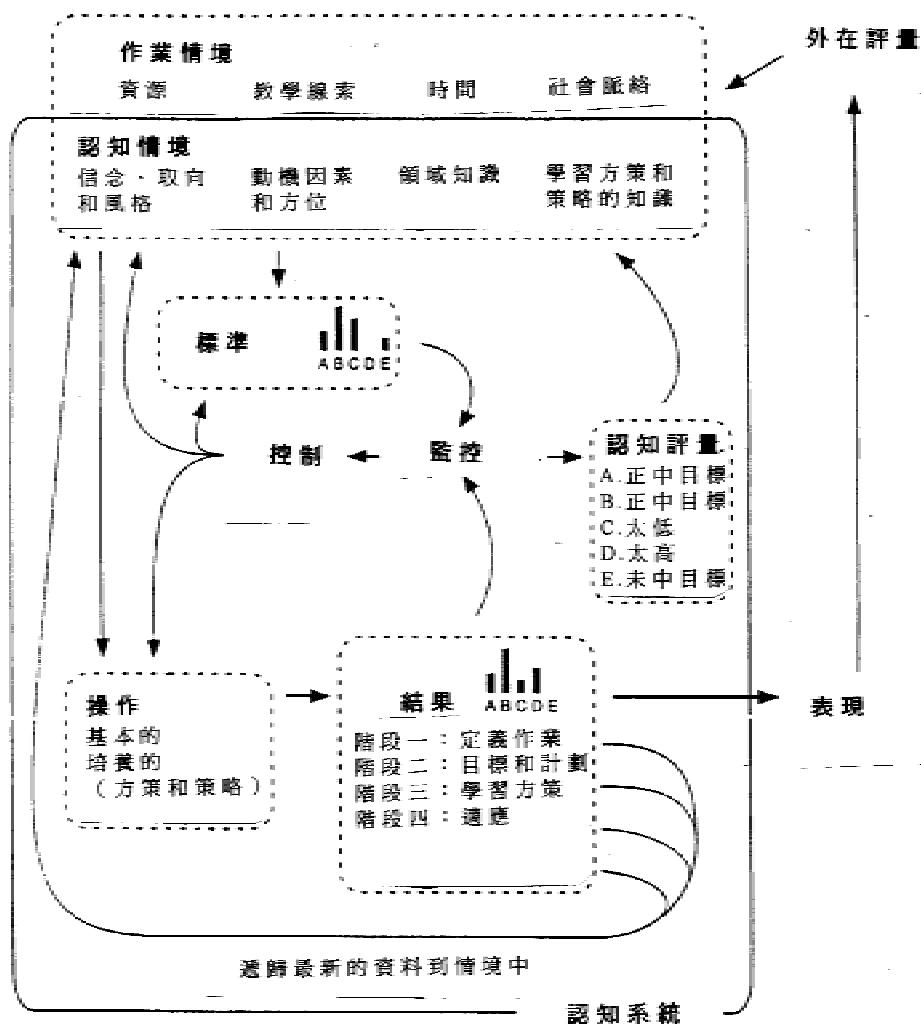 作業情境
外在評量
資源 教學線索 時間 社會脈絡
認知情境
信念、取向和風格
動機因素和方位
領域知識
學習方策和策略的知識
標準
ABCDE
控制
監控
認知評量
A.正中目標
B.正中目標
C.太低
D.太高
E.未中目標
操作
基本的
培養的
（方策和策略）
結果
ABCDE
階段一：定義作業
階段二：目標和計劃
階段三：學習方策
階段四：適應
表現
遞歸最新的資料到情境中
認知系統